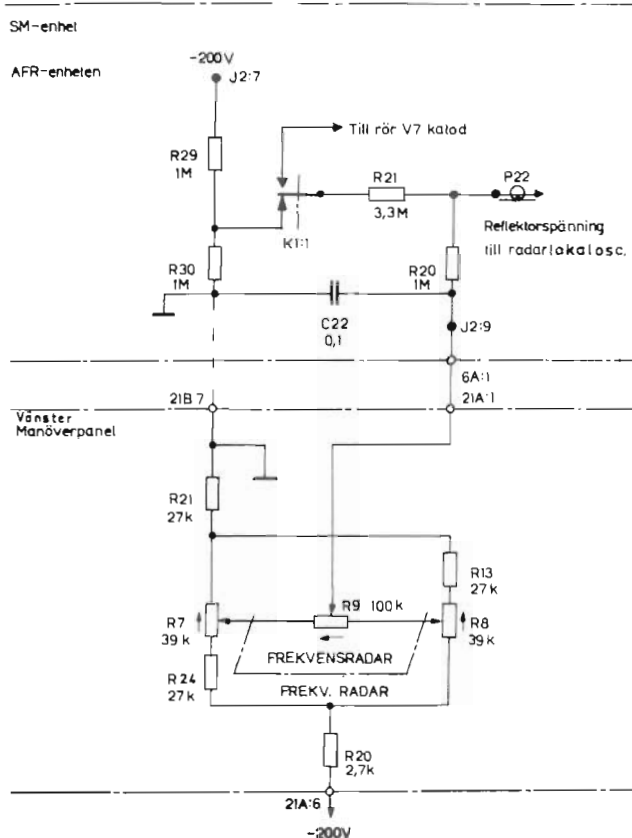 SM-enhet
AFR-enheten
-200V
J2:7
Till rör V7 katod
R29
1M
R21
3,3M
P22
K1:1
Reflektorspänning
till radarlokalosc.
R30
1M
R20
1M
C22
0,1
J2:9
6A:1
21B:7
21A:1
Vänster
Manöverpanel
R21
27k
R13
27k
R9 100k
R7
39k
R8
39k
FREKVENSRADAR
R24
27k
FREKV. RADAR
R20
2,7k
21A:6
-200V